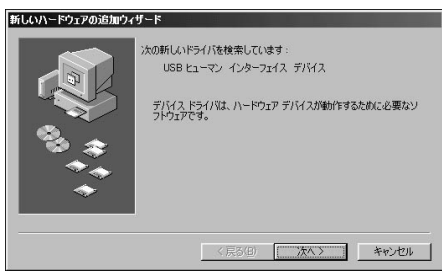 新しいハードウェアの追加ウィザード
次の新しいドライバを検索しています：
USB ヒューマン インターフェイス デバイス
デバイス ドライバは、ハードウェア デバイスが動作するために必要なソ
フトウェアです。
< 戻る(B)
次へ >
キャンセル